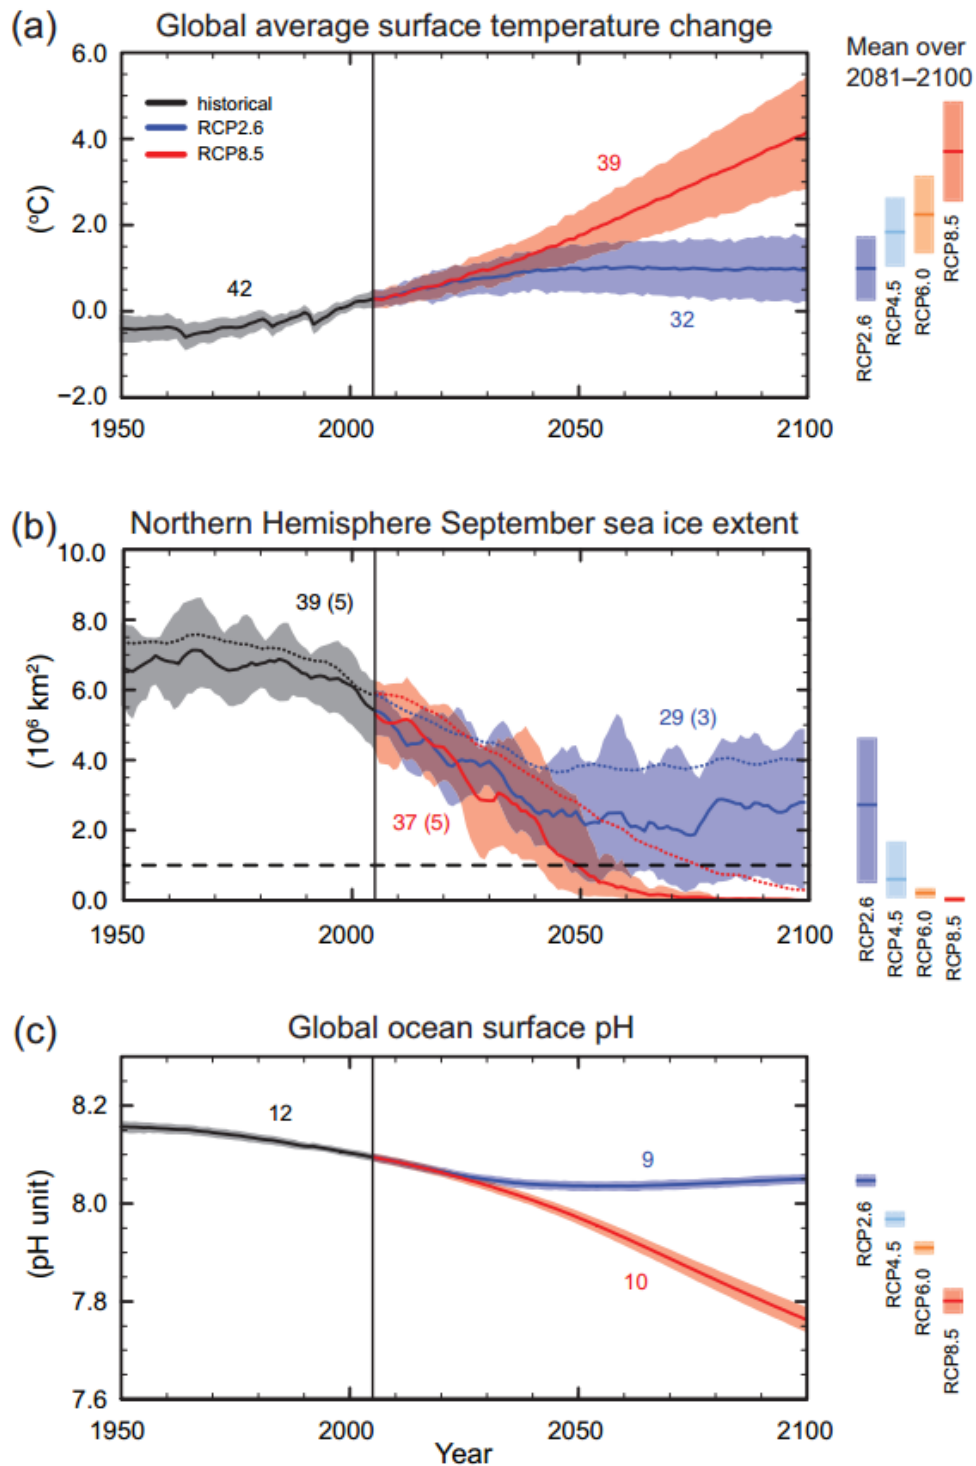 (a) Global average surface temperature change
Mean over
2081–2100
6.0
4.0
2.0
0.0
−2.0
(°C)
historical
RCP2.6
RCP8.5
42
39
32
1950
2000
2050
2100
RCP2.6
RCP4.5
RCP6.0
RCP8.5
(b) Northern Hemisphere September sea ice extent
10.0
8.0
6.0
4.0
2.0
0.0
(10⁶ km²)
39 (5)
29 (3)
37 (5)
1950
2000
2050
2100
RCP2.6
RCP4.5
RCP6.0
RCP8.5
(c) Global ocean surface pH
8.2
8.0
7.8
7.6
(pH unit)
12
9
10
1950
2000
2050
2100
Year
RCP2.6
RCP4.5
RCP6.0
RCP8.5